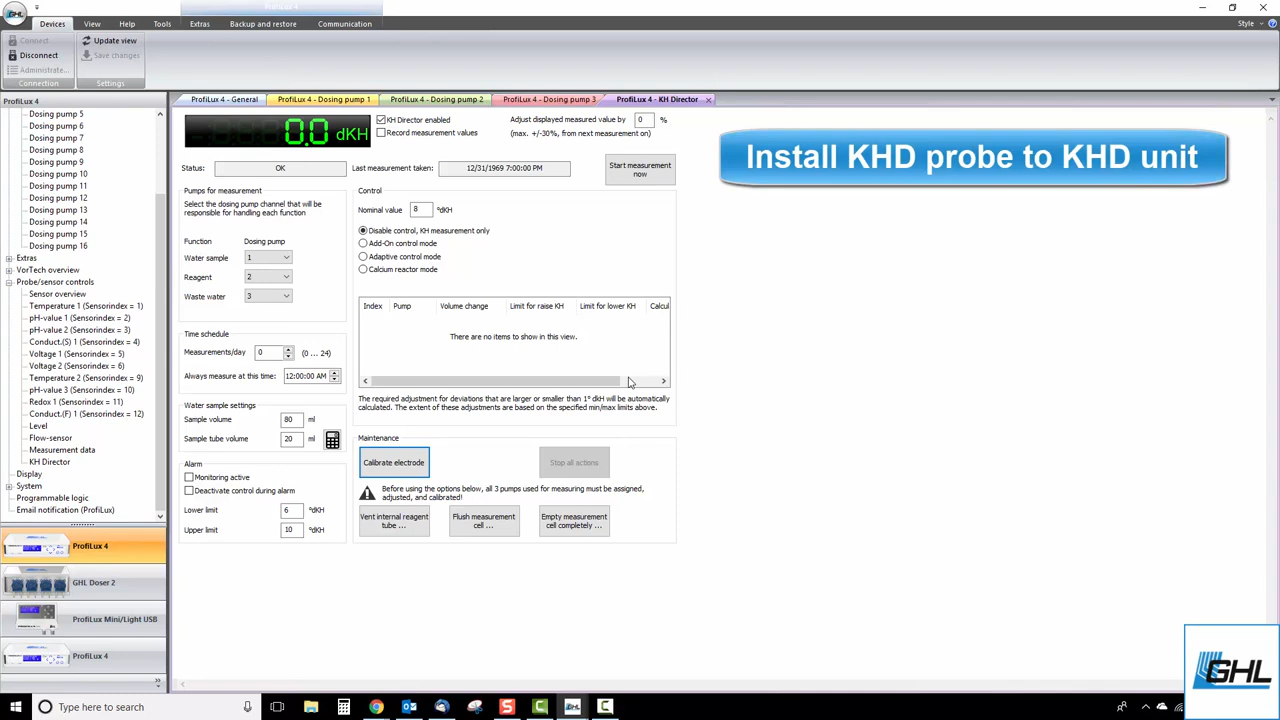 GHL
ProfiLux 4
Devices View Help Tools Extras Backup and restore Communication
Style
Connect
Disconnect
Administrate...
Connection
Update view
Save changes
Settings
ProfiLux 4
Dosing pump 5
Dosing pump 6
Dosing pump 7
Dosing pump 8
Dosing pump 9
Dosing pump 10
Dosing pump 11
Dosing pump 12
Dosing pump 13
Dosing pump 14
Dosing pump 15
Dosing pump 16
Extras
VorTech overview
Probe/sensor controls
Sensor overview
Temperature 1 (Sensorindex = 1)
pH-value 1 (Sensorindex = 2)
pH-value 2 (Sensorindex = 3)
Conduct.(S) 1 (Sensorindex = 4)
Voltage 1 (Sensorindex = 5)
Voltage 2 (Sensorindex = 6)
Temperature 2 (Sensorindex = 9)
pH-value 3 (Sensorindex = 10)
Redox 1 (Sensorindex = 11)
Conduct.(F) 1 (Sensorindex = 12)
Level
Flow-sensor
Measurement data
KH Director
Display
System
Programmable logic
Email notification (ProfiLux)
ProfiLux 4
GHL Doser 2
ProfiLux Mini/Light USB
ProfiLux 4
ProfiLux 4 - General ProfiLux 4 - Dosing pump 1 ProfiLux 4 - Dosing pump 2 ProfiLux 4 - Dosing pump 3 ProfiLux 4 - KH Director
0.0 dKH
KH Director enabled
Record measurement values
Adjust displayed measured value by 0 %
(max. +/-30%, from next measurement on)
Status: OK
Last measurement taken: 12/31/1969 7:00:00 PM
Start measurement
now
Pumps for measurement
Select the dosing pump channel that will be
responsible for handling each function
Function Dosing pump
Water sample 1
Reagent 2
Waste water 3
Time schedule
Measurements/day 0 (0 ... 24)
Always measure at this time: 12:00:00 AM
Water sample settings
Sample volume 80 ml
Sample tube volume 20 ml
Alarm
Monitoring active
Deactivate control during alarm
Lower limit 6 °dKH
Upper limit 10 °dKH
Control
Nominal value 8 °dKH
Disable control, KH measurement only
Add-On control mode
Adaptive control mode
Calcium reactor mode
Index Pump Volume change Limit for raise KH Limit for lower KH Calcul
There are no items to show in this view.
The required adjustment for deviations that are larger or smaller than 1° dkH will be automatically
calculated. The extent of these adjustments are based on the specified min/max limits above.
Maintenance
Calibrate electrode
Stop all actions
Before using the options below, all 3 pumps used for measuring must be assigned,
adjusted, and calibrated!
Vent internal reagent
tube ...
Flush measurement
cell ...
Empty measurement
cell completely ...
Install KHD probe to KHD unit
GHL
Type here to search